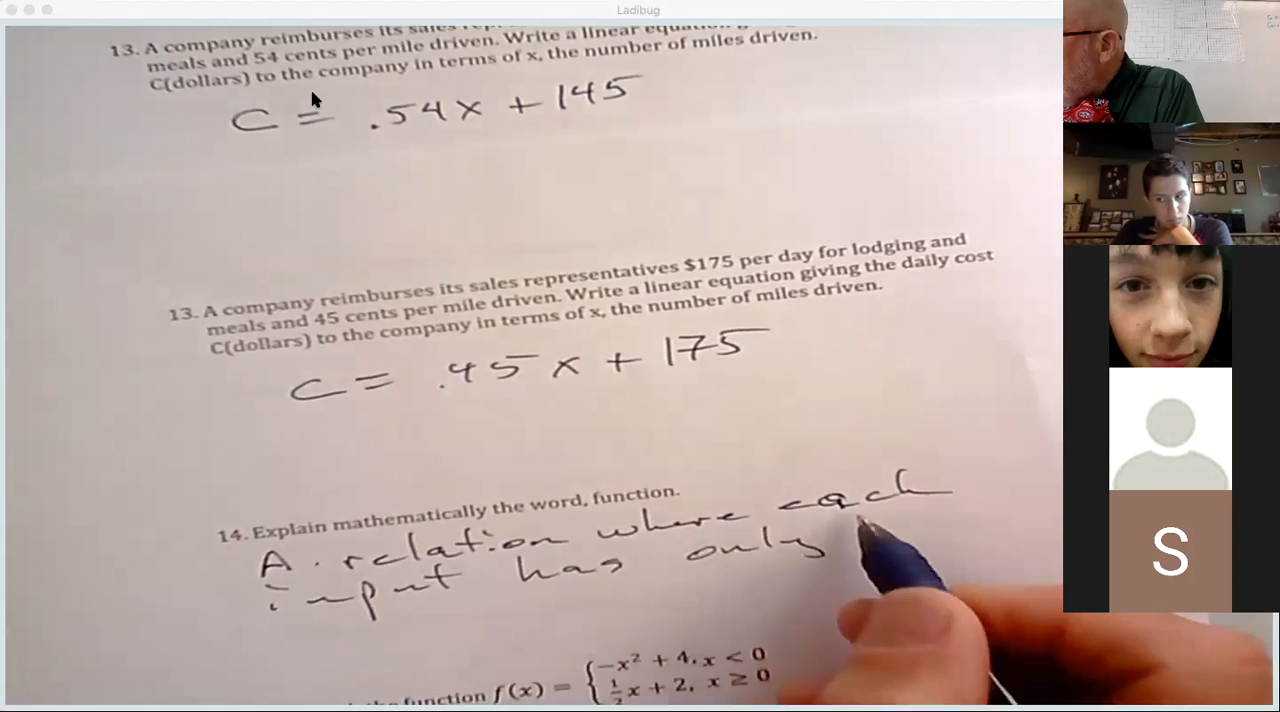 Ladibug
13. A company reimburses its sales
meals and 54 cents per mile driven. Write a linear
C(dollars) to the company in terms of x, the number of miles driven.
C = .54x + 145
13. A company reimburses its sales representatives $175 per day for lodging and
meals and 45 cents per mile driven. Write a linear equation giving the daily cost
C(dollars) to the company in terms of x, the number of miles driven.
C = .45x + 175
14. Explain mathematically the word, function.
A relation where each
input has only
function f(x) = { −x² + 4, x < 0
½x + 2, x ≥ 0
S